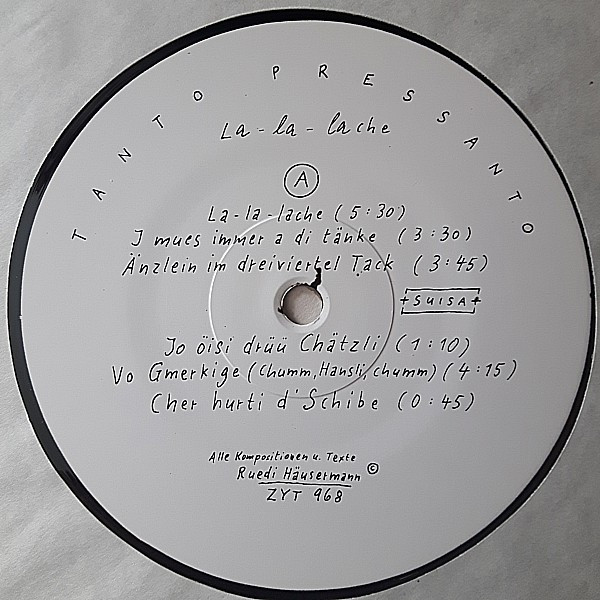 TANTO PRESSANTO
La-la-lache
A
La-la-lache (5:30)
I mues immer a di tänke (3:30)
Änzlein im dreiviertel Tack (3:45)
+SUISA+
Jo öisi drüü Chätzli (1:10)
Vo Gmerkige (Chumm, Hansli, chumm) (4:15)
Cher hurti d'Schibe (0:45)
Alle Kompositionen u. Texte
Ruedi Häusermann ©
ZYT 968